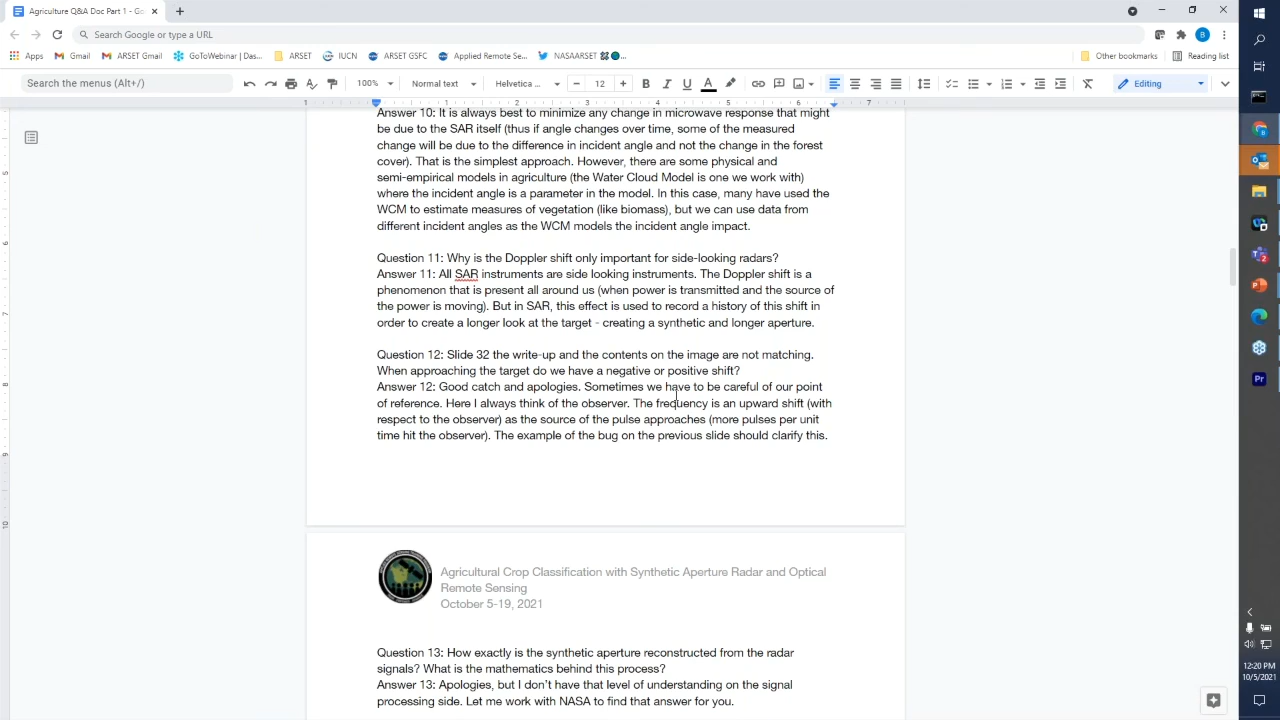 Agriculture Q&A Doc Part 1 - Go
Search Google or type a URL
B
Apps
Gmail
ARSET Gmail
GoToWebinar | Das...
ARSET
IUCN
ARSET GSFC
Applied Remote Se...
NASAARSET
Other bookmarks
Reading list
Search the menus (Alt+/)
100%
Normal text
Helvetica ...
12
B
I
U
A
Editing
1
1
2
3
4
5
6
7
Answer 10: It is always best to minimize any change in microwave response that might
be due to the SAR itself (thus if angle changes over time, some of the measured
change will be due to the difference in incident angle and not the change in the forest
cover). That is the simplest approach. However, there are some physical and
semi-empirical models in agriculture (the Water Cloud Model is one we work with)
where the incident angle is a parameter in the model. In this case, many have used the
WCM to estimate measures of vegetation (like biomass), but we can use data from
different incident angles as the WCM models the incident angle impact.
Question 11: Why is the Doppler shift only important for side-looking radars?
Answer 11: All SAR instruments are side looking instruments. The Doppler shift is a
phenomenon that is present all around us (when power is transmitted and the source of
the power is moving). But in SAR, this effect is used to record a history of this shift in
order to create a longer look at the target - creating a synthetic and longer aperture.
Question 12: Slide 32 the write-up and the contents on the image are not matching.
When approaching the target do we have a negative or positive shift?
Answer 12: Good catch and apologies. Sometimes we have to be careful of our point
of reference. Here I always think of the observer. The frequency is an upward shift (with
respect to the observer) as the source of the pulse approaches (more pulses per unit
time hit the observer). The example of the bug on the previous slide should clarify this.
Agricultural Crop Classification with Synthetic Aperture Radar and Optical
Remote Sensing
October 5-19, 2021
Question 13: How exactly is the synthetic aperture reconstructed from the radar
signals? What is the mathematics behind this process?
Answer 13: Apologies, but I don't have that level of understanding on the signal
processing side. Let me work with NASA to find that answer for you.
Pr
12:20 PM
10/5/2021